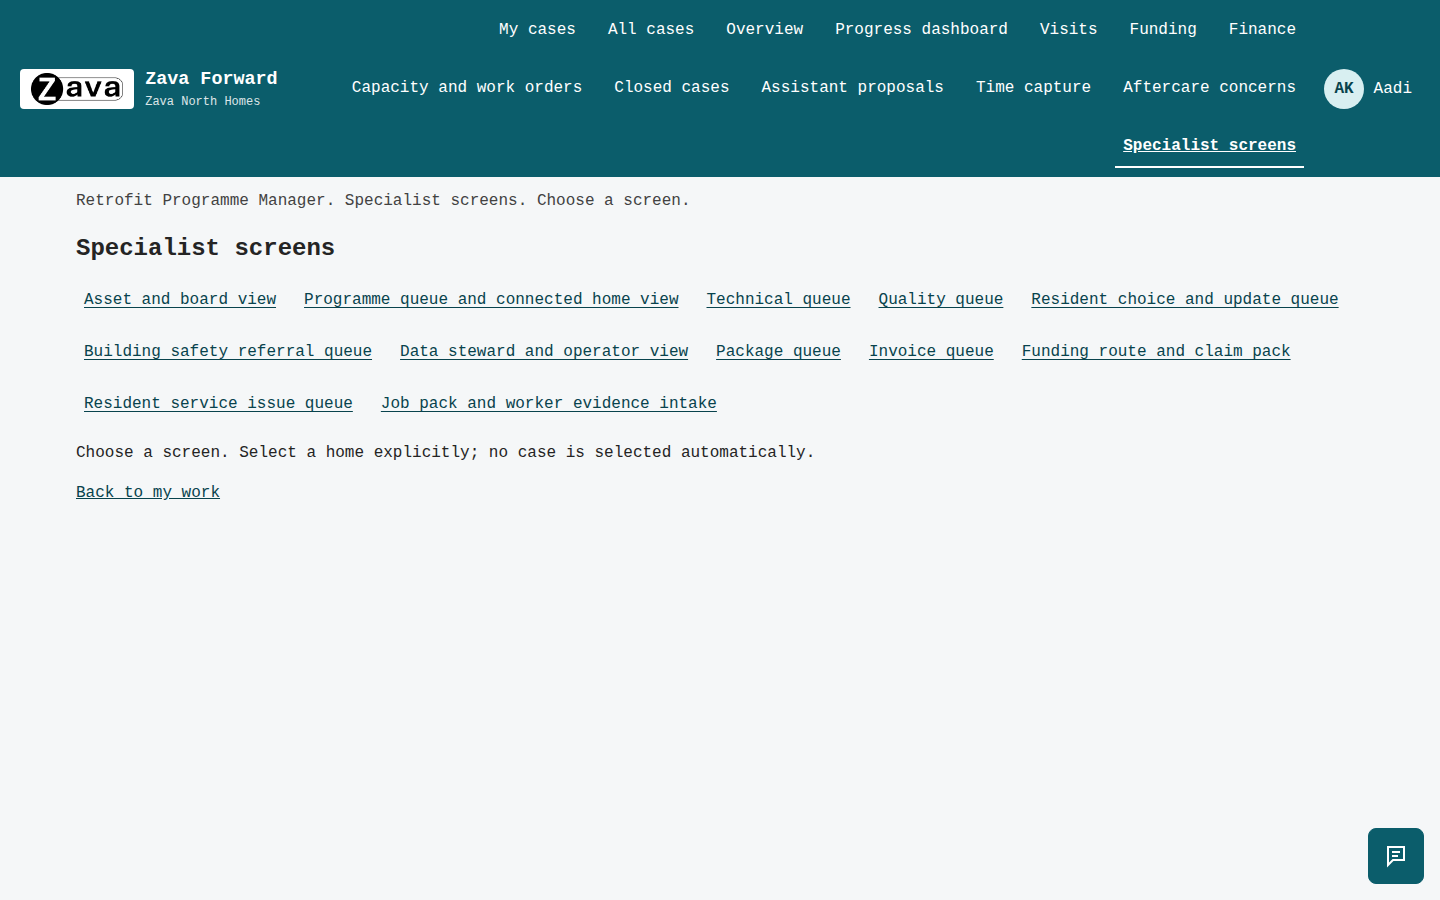 My cases All cases Overview Progress dashboard Visits Funding Finance
Zava Zava Forward
Zava North Homes
Capacity and work orders Closed cases Assistant proposals Time capture Aftercare concerns AK Aadi
Specialist screens
Retrofit Programme Manager. Specialist screens. Choose a screen.
Specialist screens
Asset and board view Programme queue and connected home view Technical queue Quality queue Resident choice and update queue
Building safety referral queue Data steward and operator view Package queue Invoice queue Funding route and claim pack
Resident service issue queue Job pack and worker evidence intake
Choose a screen. Select a home explicitly; no case is selected automatically.
Back to my work